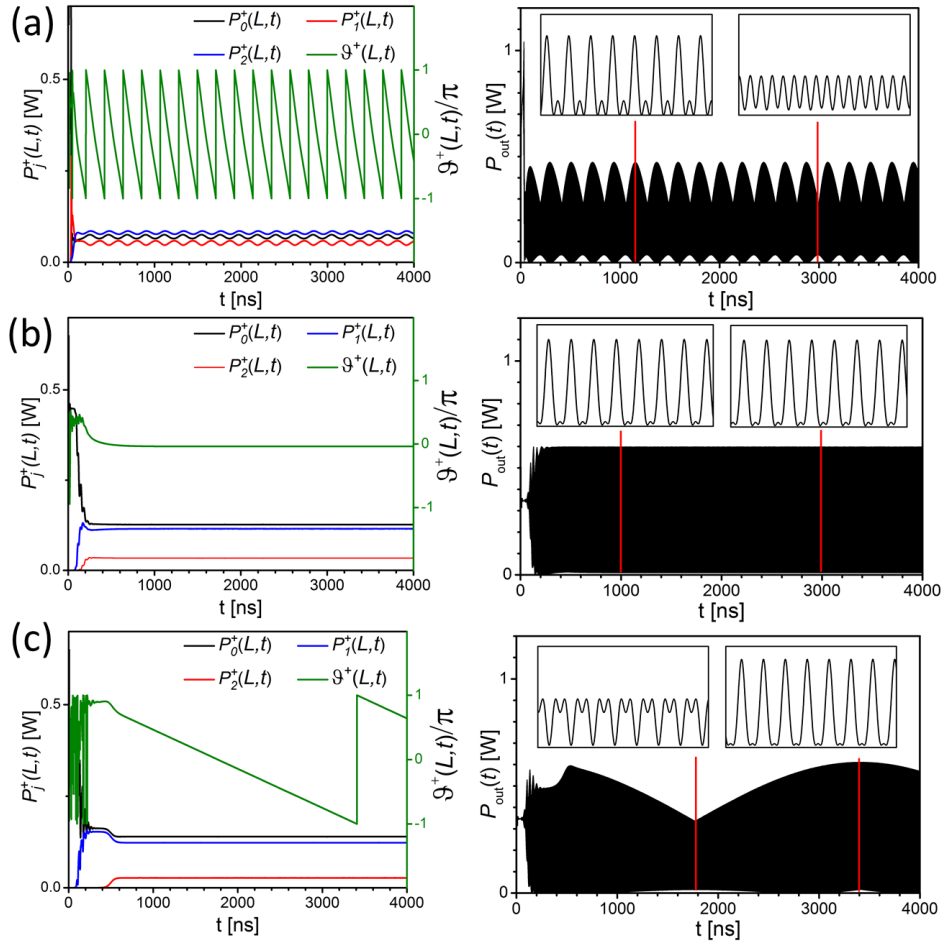 (a)
P₀⁺(L,t) P₁⁺(L,t)
P₂⁺(L,t) ϑ⁺(L,t)
Pⱼ⁺(L,t) [W]
0.5
0.0
1
0
-1
ϑ⁺(L,t)/π
0 1000 2000 3000 4000
t [ns]
P_out(t) [W]
1
0
0 1000 2000 3000 4000
t [ns]
(b)
P₀⁺(L,t) P₁⁺(L,t)
P₂⁺(L,t) ϑ⁺(L,t)
Pⱼ⁺(L,t) [W]
0.5
0.0
1
0
-1
ϑ⁺(L,t)/π
0 1000 2000 3000 4000
t [ns]
P_out(t) [W]
1
0
0 1000 2000 3000 4000
t [ns]
(c)
P₀⁺(L,t) P₁⁺(L,t)
P₂⁺(L,t) ϑ⁺(L,t)
Pⱼ⁺(L,t) [W]
0.5
0.0
1
0
-1
ϑ⁺(L,t)/π
0 1000 2000 3000 4000
t [ns]
P_out(t) [W]
1
0
0 1000 2000 3000 4000
t [ns]